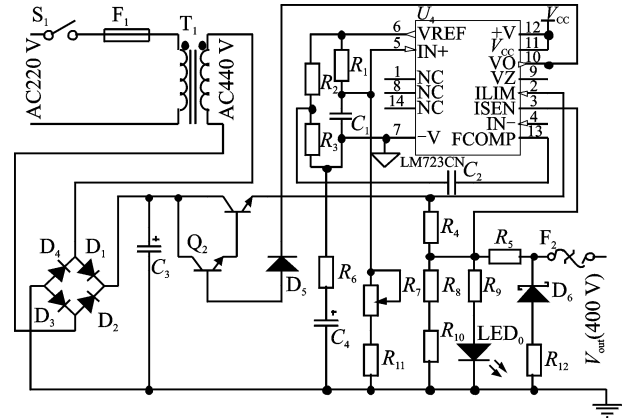 S1
F1
T1
AC220 V
AC440 V
U4
VCC
6 VREF
+V 12
5 IN+
VCC 11
VO 10
1 NC
VZ 9
8 NC
ILIM 2
14 NC
ISEN 3
IN− 4
7 −V
FCOMP 13
LM723CN
R1
R2
R3
C1
C2
Q2
D4
D1
D3
D2
C3
D5
R4
R5
F2
R6
R7
R8
R9
D6
C4
R10
LED0
R11
R12
Vout(400 V)